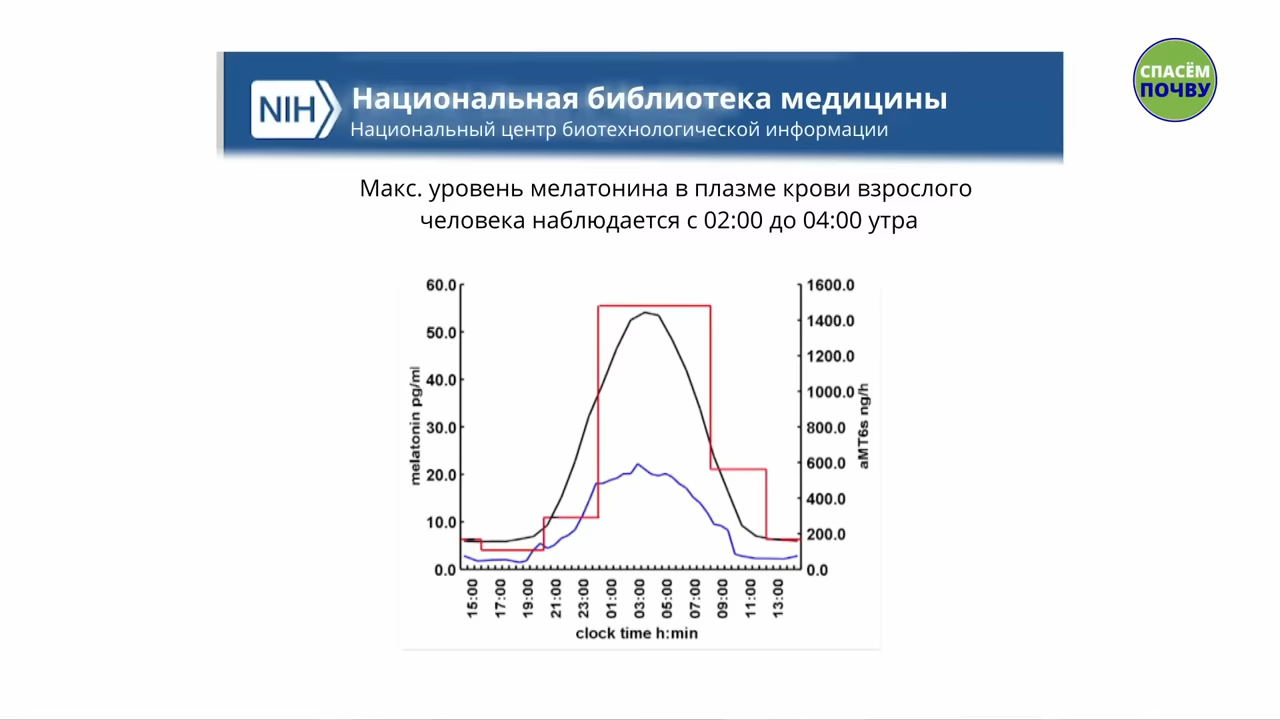 СПАСЁМ
ПОЧВУ
NIH
Национальная библиотека медицины
Национальный центр биотехнологической информации
Макс. уровень мелатонина в плазме крови взрослого
человека наблюдается с 02:00 до 04:00 утра
60.0
50.0
40.0
30.0
20.0
10.0
0.0
melatonin pg/ml
1600.0
1400.0
1200.0
1000.0
800.0
600.0
400.0
200.0
0.0
aMT6s ng/h
15:00
17:00
19:00
21:00
23:00
01:00
03:00
05:00
07:00
09:00
11:00
13:00
clock time h:min